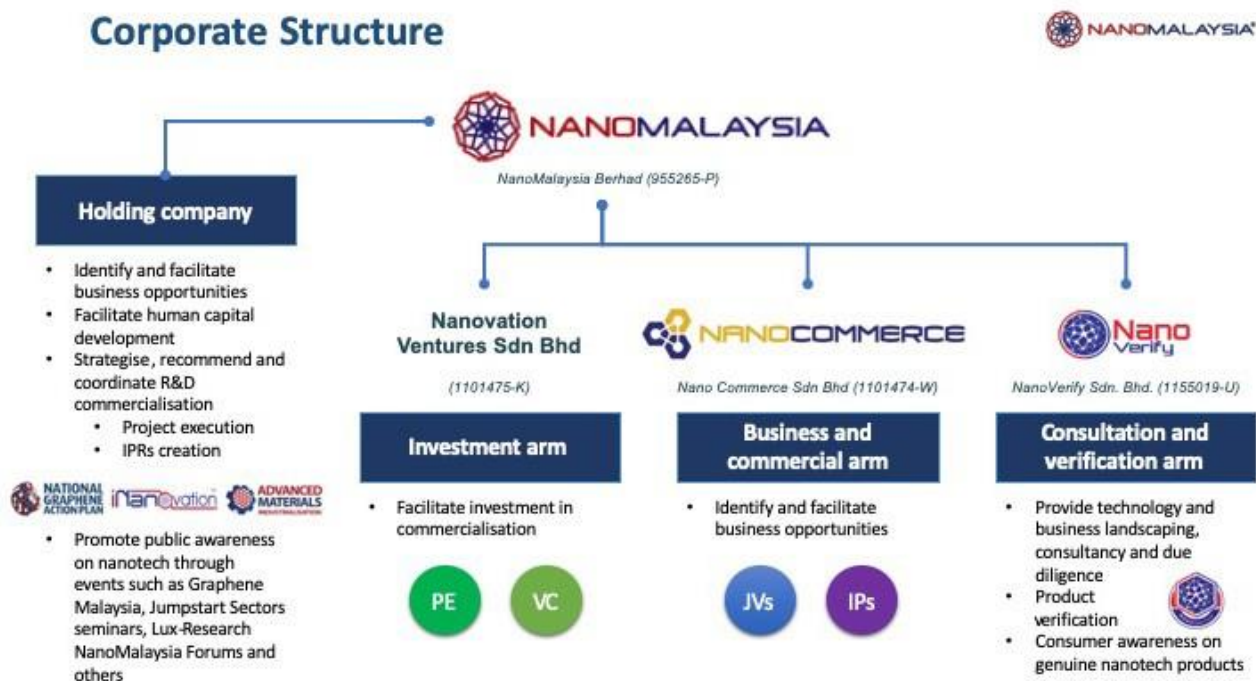 Corporate Structure
NANOMALAYSIA
NANOMALAYSIA
NanoMalaysia Berhad (955265-P)
Holding company
• Identify and facilitate
business opportunities
• Facilitate human capital
development
• Strategise, recommend and
coordinate R&D
commercialisation
• Project execution
• IPRs creation
NATIONAL
GRAPHENE
ACTION PLAN
iNanovation
ADVANCED
MATERIALS
INDUSTRIALISATION
• Promote public awareness
on nanotech through
events such as Graphene
Malaysia, Jumpstart Sectors
seminars, Lux-Research
NanoMalaysia Forums and
others
Nanovation
Ventures Sdn Bhd
(1101475-K)
Investment arm
• Facilitate investment in
commercialisation
PE
VC
NANOCOMMERCE
Nano Commerce Sdn Bhd (1101474-W)
Business and
commercial arm
• Identify and facilitate
business opportunities
JVs
IPs
Nano
Verify
NanoVerify Sdn. Bhd. (1155019-U)
Consultation and
verification arm
• Provide technology and
business landscaping,
consultancy and due
diligence
• Product
verification
• Consumer awareness on
genuine nanotech products